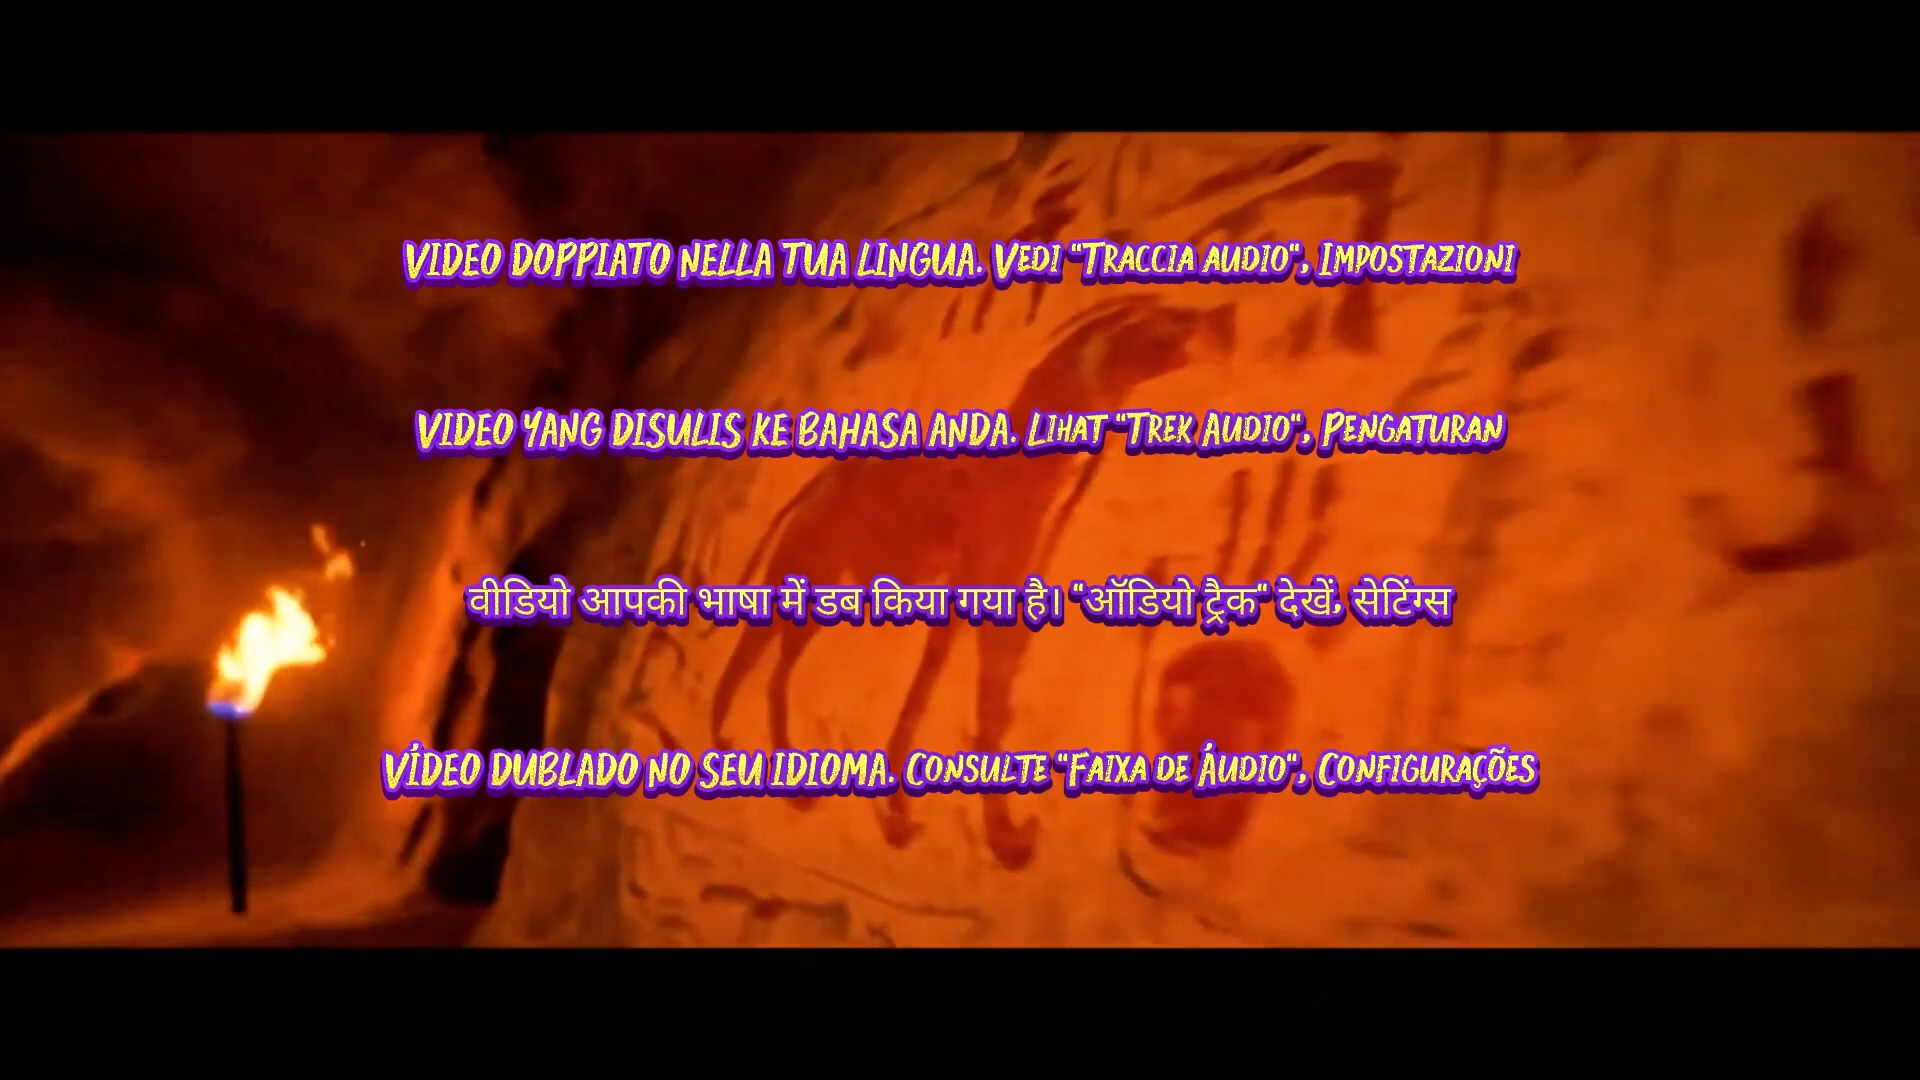 VIDEO DOPPIATO NELLA TUA LINGUA. Vedi "Traccia audio", Impostazioni
VIDEO YANG DISULIS KE BAHASA ANDA. Lihat "Trek Audio", Pengaturan
वीडियो आपकी भाषा में डब किया गया है। "ऑडियो ट्रैक" देखें, सेटिंग्स
VÍDEO DUBLADO NO SEU IDIOMA. Consulte "Faixa de Áudio", Configurações